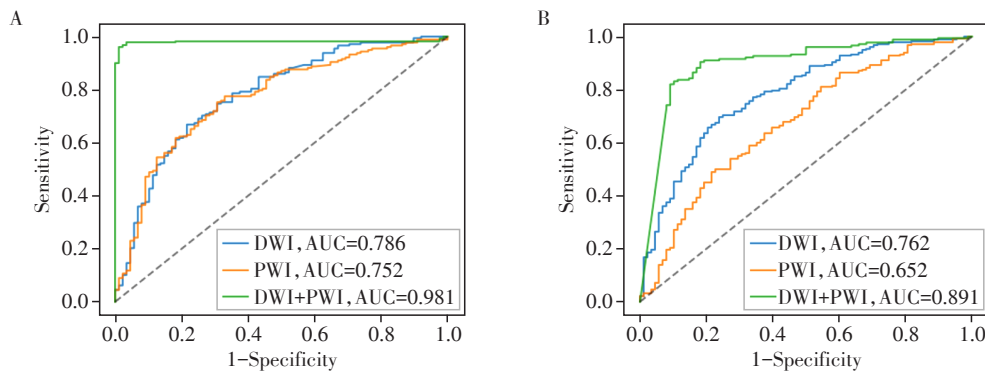 A
1.0
0.8
0.6
0.4
0.2
0.0
Sensitivity
DWI, AUC=0.786
PWI, AUC=0.752
DWI+PWI, AUC=0.981
0.0 0.2 0.4 0.6 0.8 1.0
1-Specificity
B
1.0
0.8
0.6
0.4
0.2
0.0
Sensitivity
DWI, AUC=0.762
PWI, AUC=0.652
DWI+PWI, AUC=0.891
0.0 0.2 0.4 0.6 0.8 1.0
1-Specificity